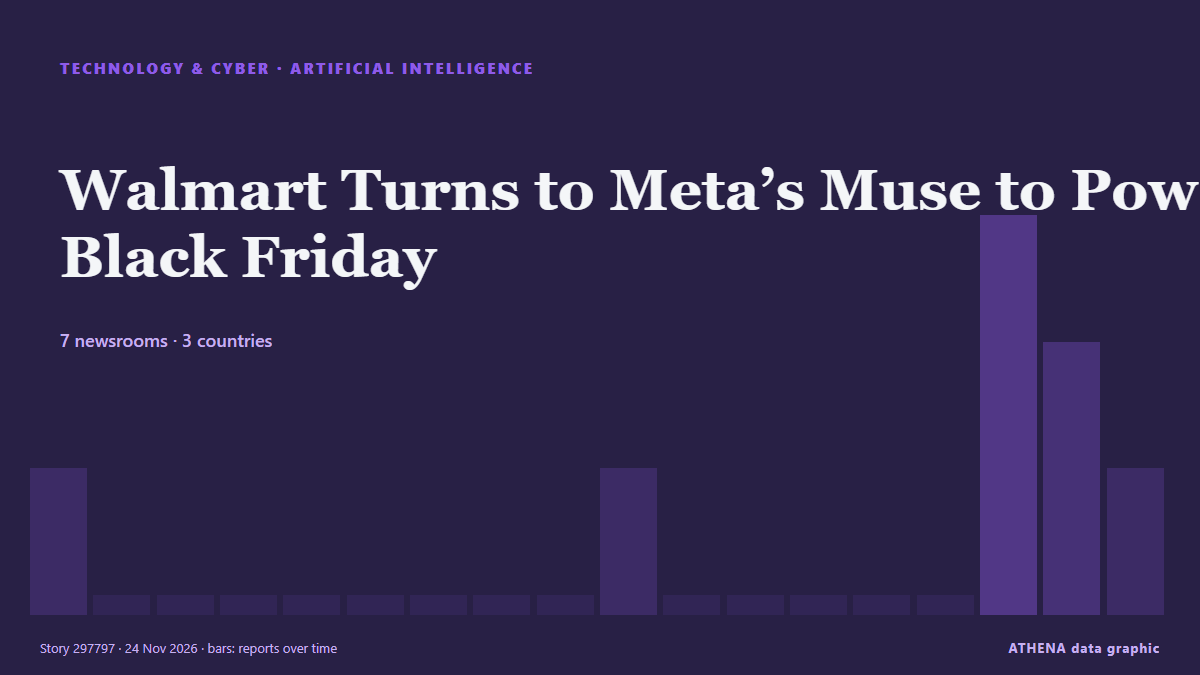 TECHNOLOGY & CYBER · ARTIFICIAL INTELLIGENCE
Walmart Turns to Meta’s Muse to Pow
Black Friday
7 newsrooms · 3 countries
Story 297797 · 24 Nov 2026 · bars: reports over time
ATHENA data graphic